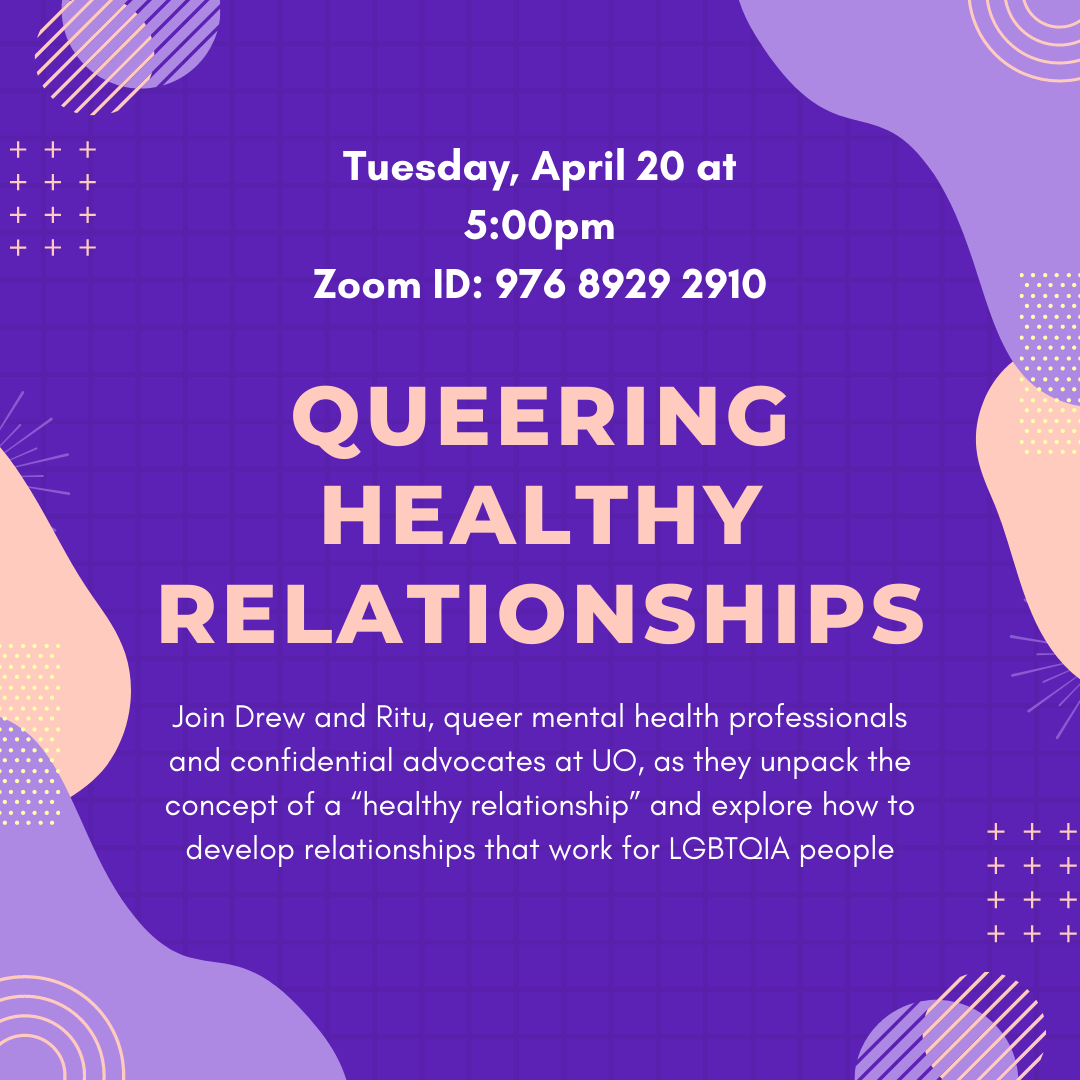 Tuesday, April 20 at
5:00pm
Zoom ID: 976 8929 2910
QUEERING
HEALTHY
RELATIONSHIPS
Join Drew and Ritu, queer mental health professionals
and confidential advocates at UO, as they unpack the
concept of a “healthy relationship” and explore how to
develop relationships that work for LGBTQIA people